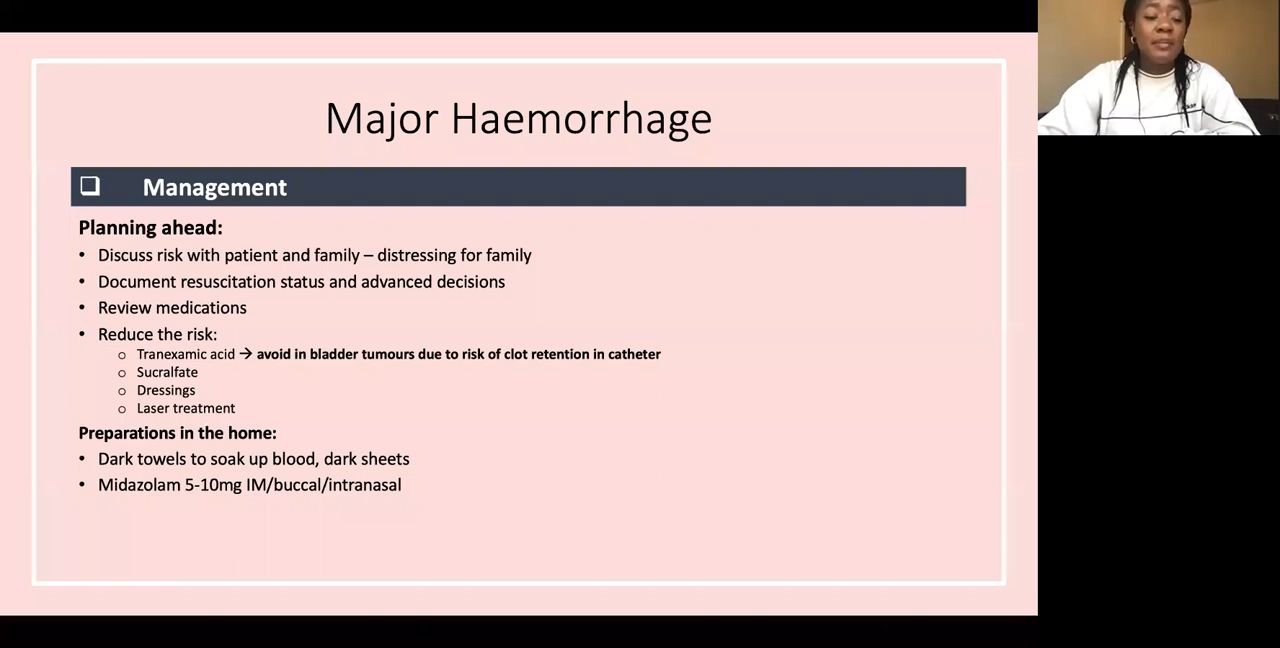 Major Haemorrhage
❑ Management
Planning ahead:
• Discuss risk with patient and family – distressing for family
• Document resuscitation status and advanced decisions
• Review medications
• Reduce the risk:
o Tranexamic acid → avoid in bladder tumours due to risk of clot retention in catheter
o Sucralfate
o Dressings
o Laser treatment
Preparations in the home:
• Dark towels to soak up blood, dark sheets
• Midazolam 5-10mg IM/buccal/intranasal